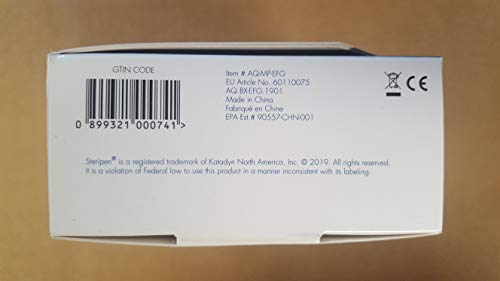 GTIN CODE
0 899321 000741 >
Item # AQ-MP-EFG
EU Article No. 60110075
AQ.BX-EFG.1901
Made in China
Fabriqué en Chine
EPA Est.# 90557-CHN-001
CE
Steripen® is a registered trademark of Katadyn North America, Inc. © 2019. All rights reserved.
It is a violation of Federal law to use this product in a manner inconsistent with its labeling.